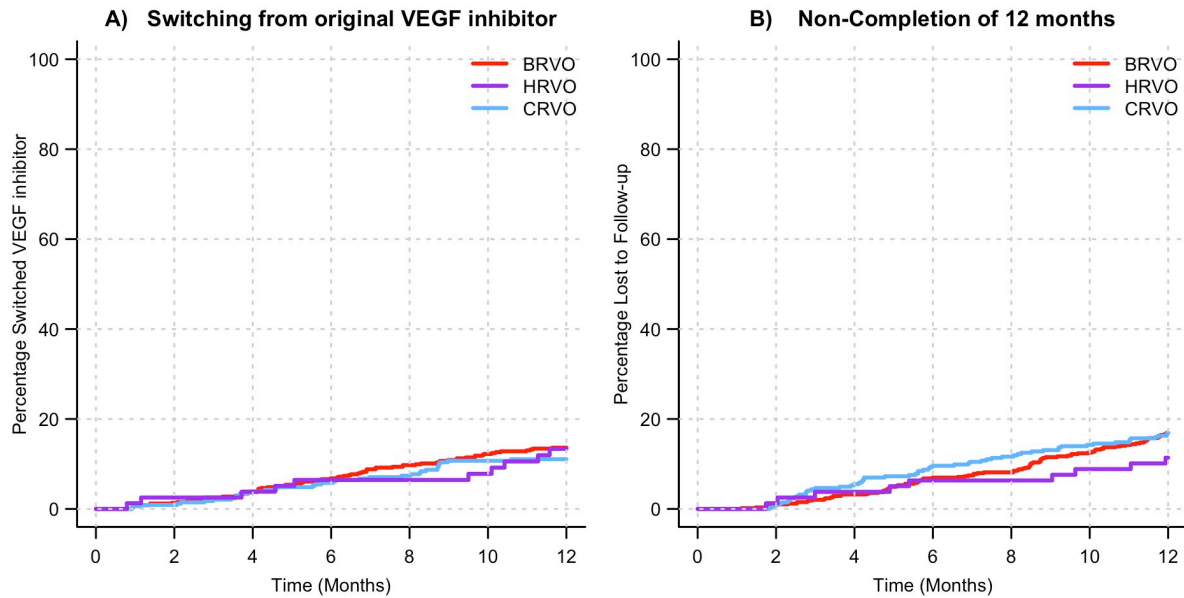 A) Switching from original VEGF inhibitor
Percentage Switched VEGF inhibitor
100
80
60
40
20
0
BRVO
HRVO
CRVO
0 2 4 6 8 10 12
Time (Months)
B) Non-Completion of 12 months
Percentage Lost to Follow-up
100
80
60
40
20
0
BRVO
HRVO
CRVO
0 2 4 6 8 10 12
Time (Months)